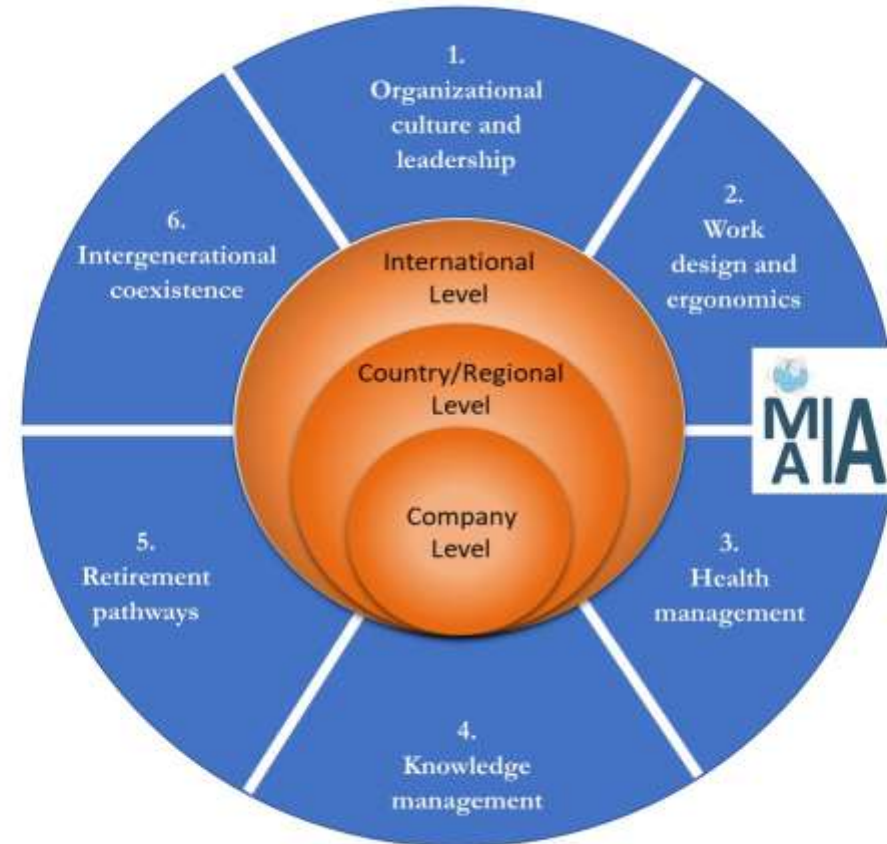 1.
Organizational
culture and
leadership
2.
Work
design and
ergonomics
3.
Health
management
4.
Knowledge
management
5.
Retirement
pathways
6.
Intergenerational
coexistence
International
Level
Country/Regional
Level
Company
Level
MAIA